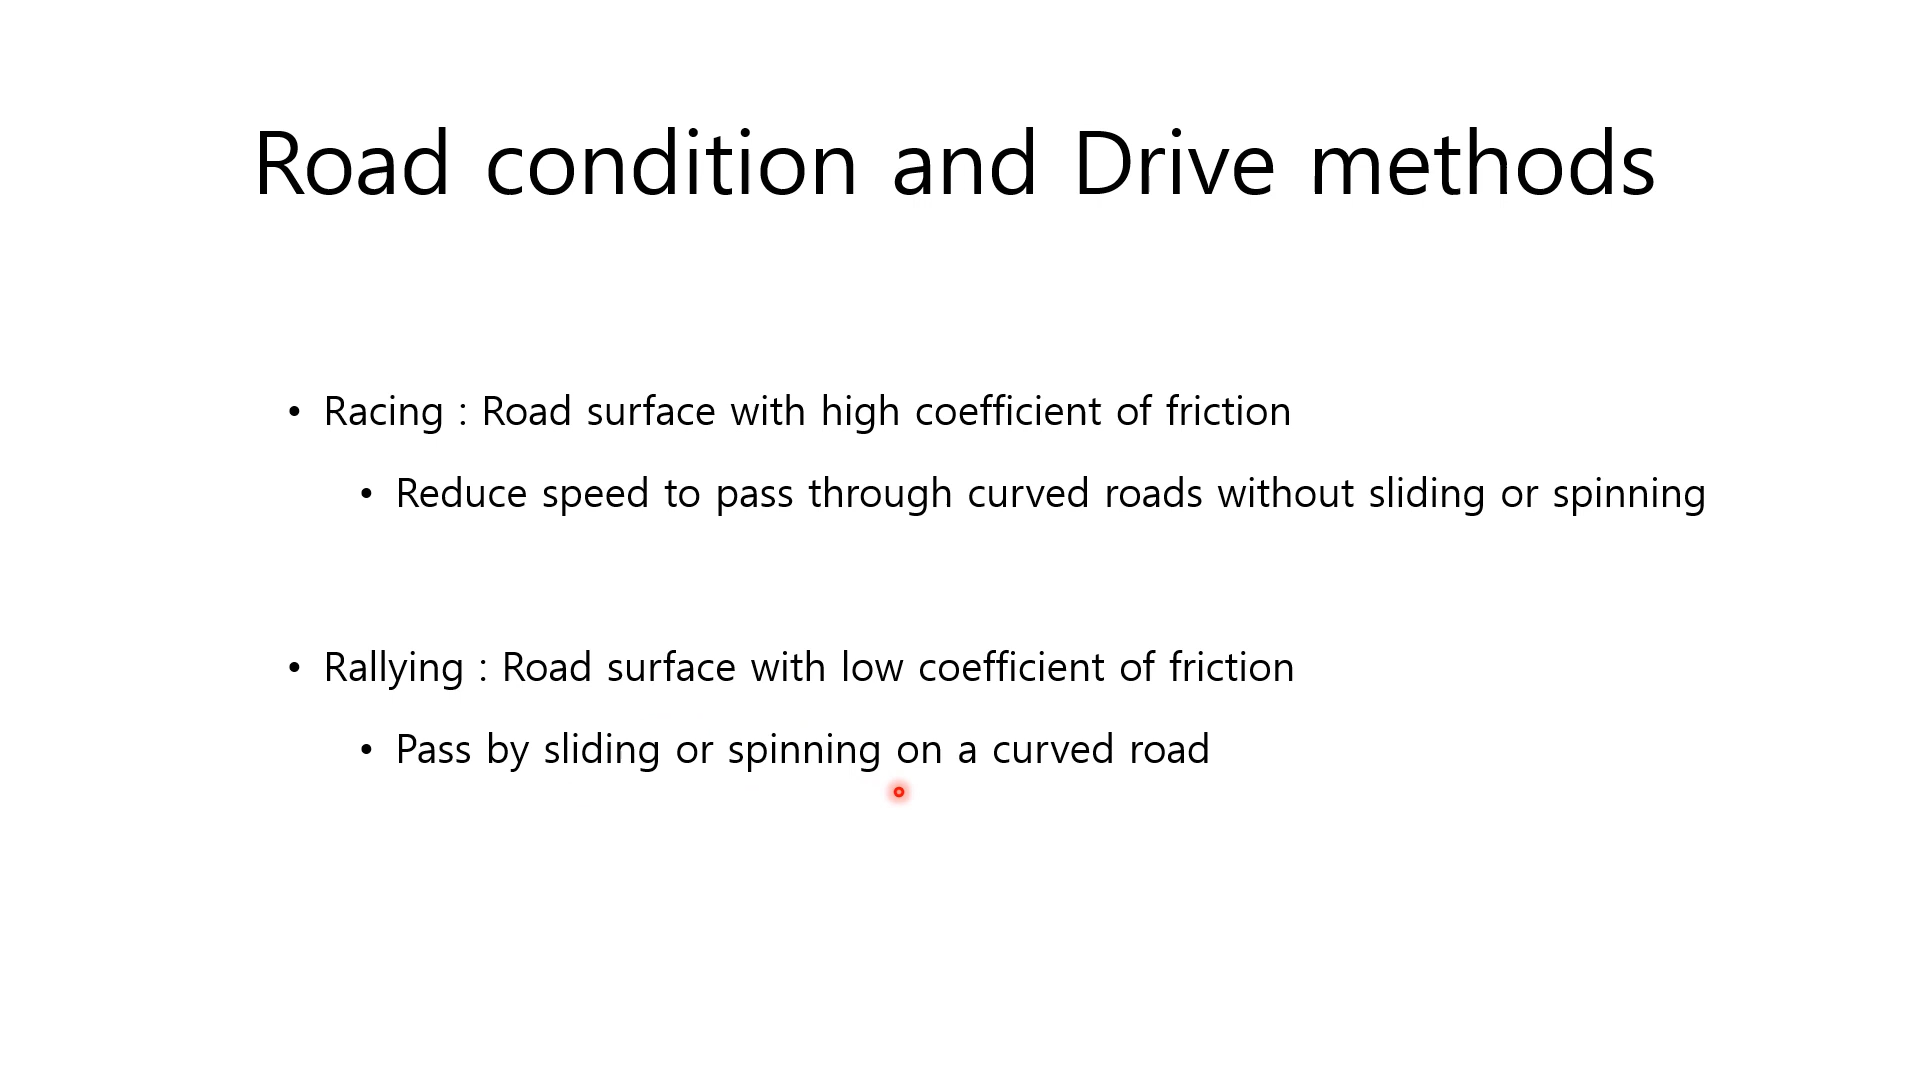 Road condition and Drive methods
• Racing : Road surface with high coefficient of friction
• Reduce speed to pass through curved roads without sliding or spinning
• Rallying : Road surface with low coefficient of friction
• Pass by sliding or spinning on a curved road